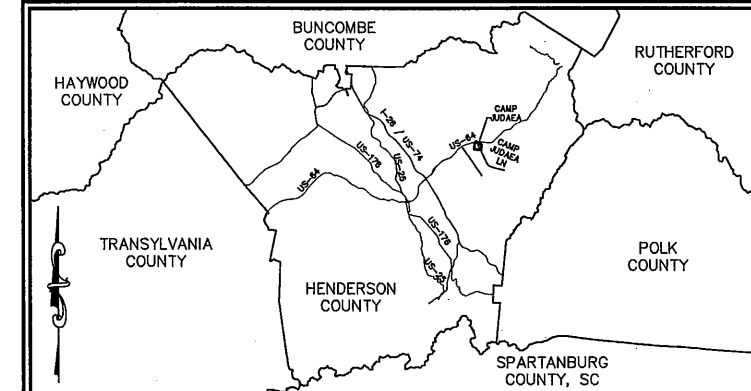 BUNCOMBE
COUNTY
HAYWOOD
COUNTY
RUTHERFORD
COUNTY
I-26 / US-74
CAMP
JUDAEA
US-64
CAMP
JUDAEA
LN
US-176
US-25
US-64
US-176
US-25
TRANSYLVANIA
COUNTY
HENDERSON
COUNTY
POLK
COUNTY
SPARTANBURG
COUNTY, SC